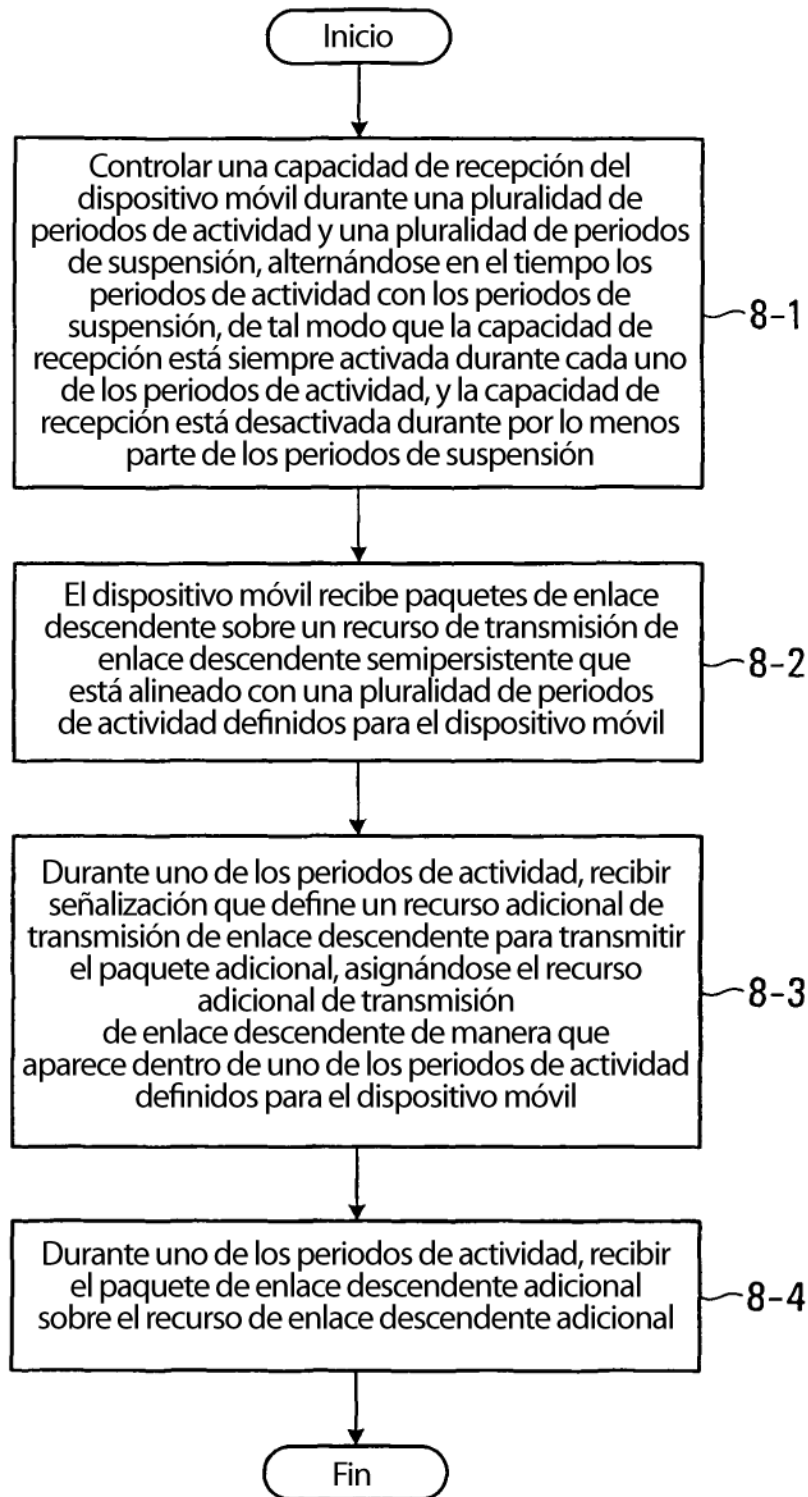 Inicio
Controlar una capacidad de recepción del
dispositivo móvil durante una pluralidad de
periodos de actividad y una pluralidad de periodos
de suspensión, alternándose en el tiempo los
periodos de actividad con los periodos de
suspensión, de tal modo que la capacidad de
recepción está siempre activada durante cada uno
de los periodos de actividad, y la capacidad de
recepción está desactivada durante por lo menos
parte de los periodos de suspensión
8-1
El dispositivo móvil recibe paquetes de enlace
descendente sobre un recurso de transmisión de
enlace descendente semipersistente que
está alineado con una pluralidad de periodos
de actividad definidos para el dispositivo móvil
8-2
Durante uno de los periodos de actividad, recibir
señalización que define un recurso adicional de
transmisión de enlace descendente para transmitir
el paquete adicional, asignándose el recurso
adicional de transmisión
de enlace descendente de manera que
aparece dentro de uno de los periodos de actividad
definidos para el dispositivo móvil
8-3
Durante uno de los periodos de actividad, recibir
el paquete de enlace descendente adicional
sobre el recurso de enlace descendente adicional
8-4
Fin